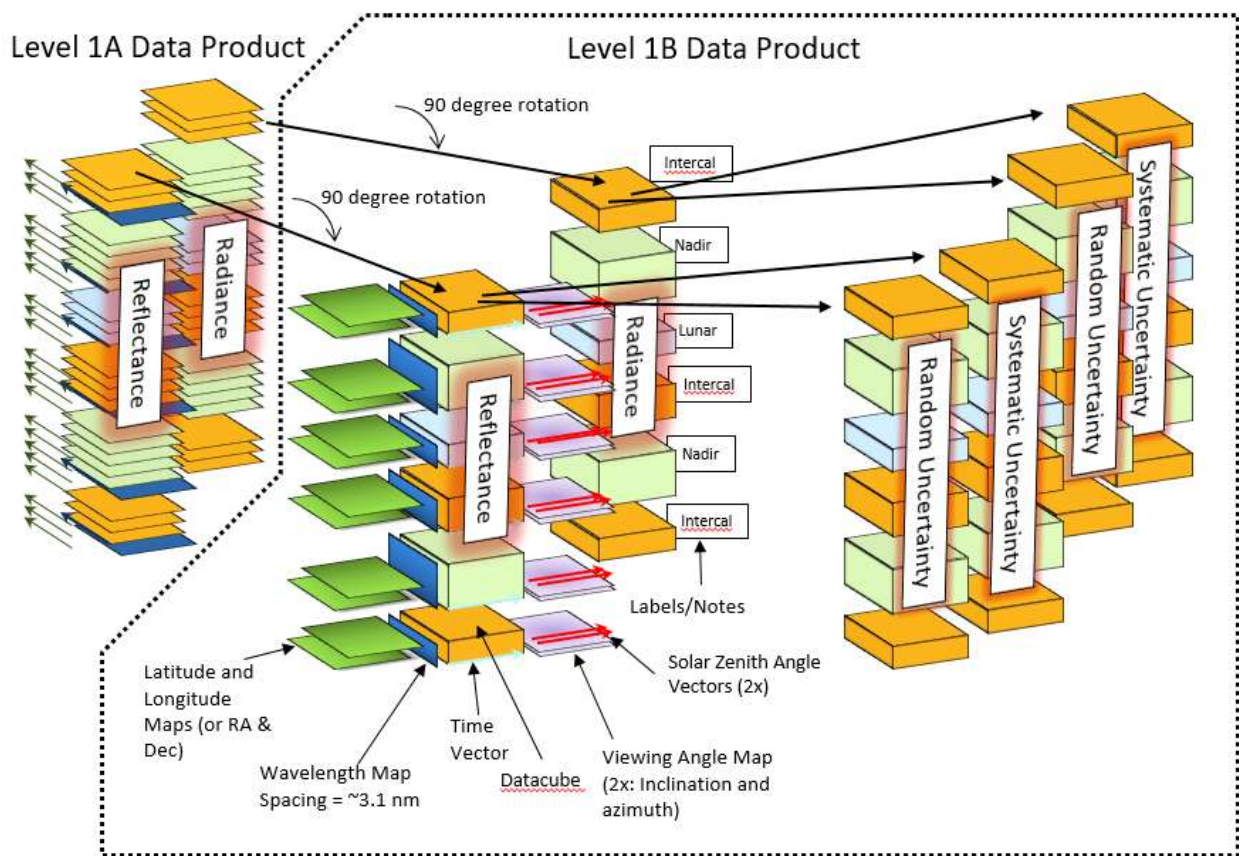 Level 1A Data Product
Level 1B Data Product
90 degree rotation
90 degree rotation
Reflectance
Radiance
Reflectance
Radiance
Intercal
Nadir
Lunar
Intercal
Nadir
Intercal
Labels/Notes
Random Uncertainty
Systematic Uncertainty
Random Uncertainty
Systematic Uncertainty
Latitude and
Longitude
Maps (or RA &
Dec)
Wavelength Map
Spacing = ~3.1 nm
Time
Vector
Datacube
Solar Zenith Angle
Vectors (2x)
Viewing Angle Map
(2x: Inclination and
azimuth)